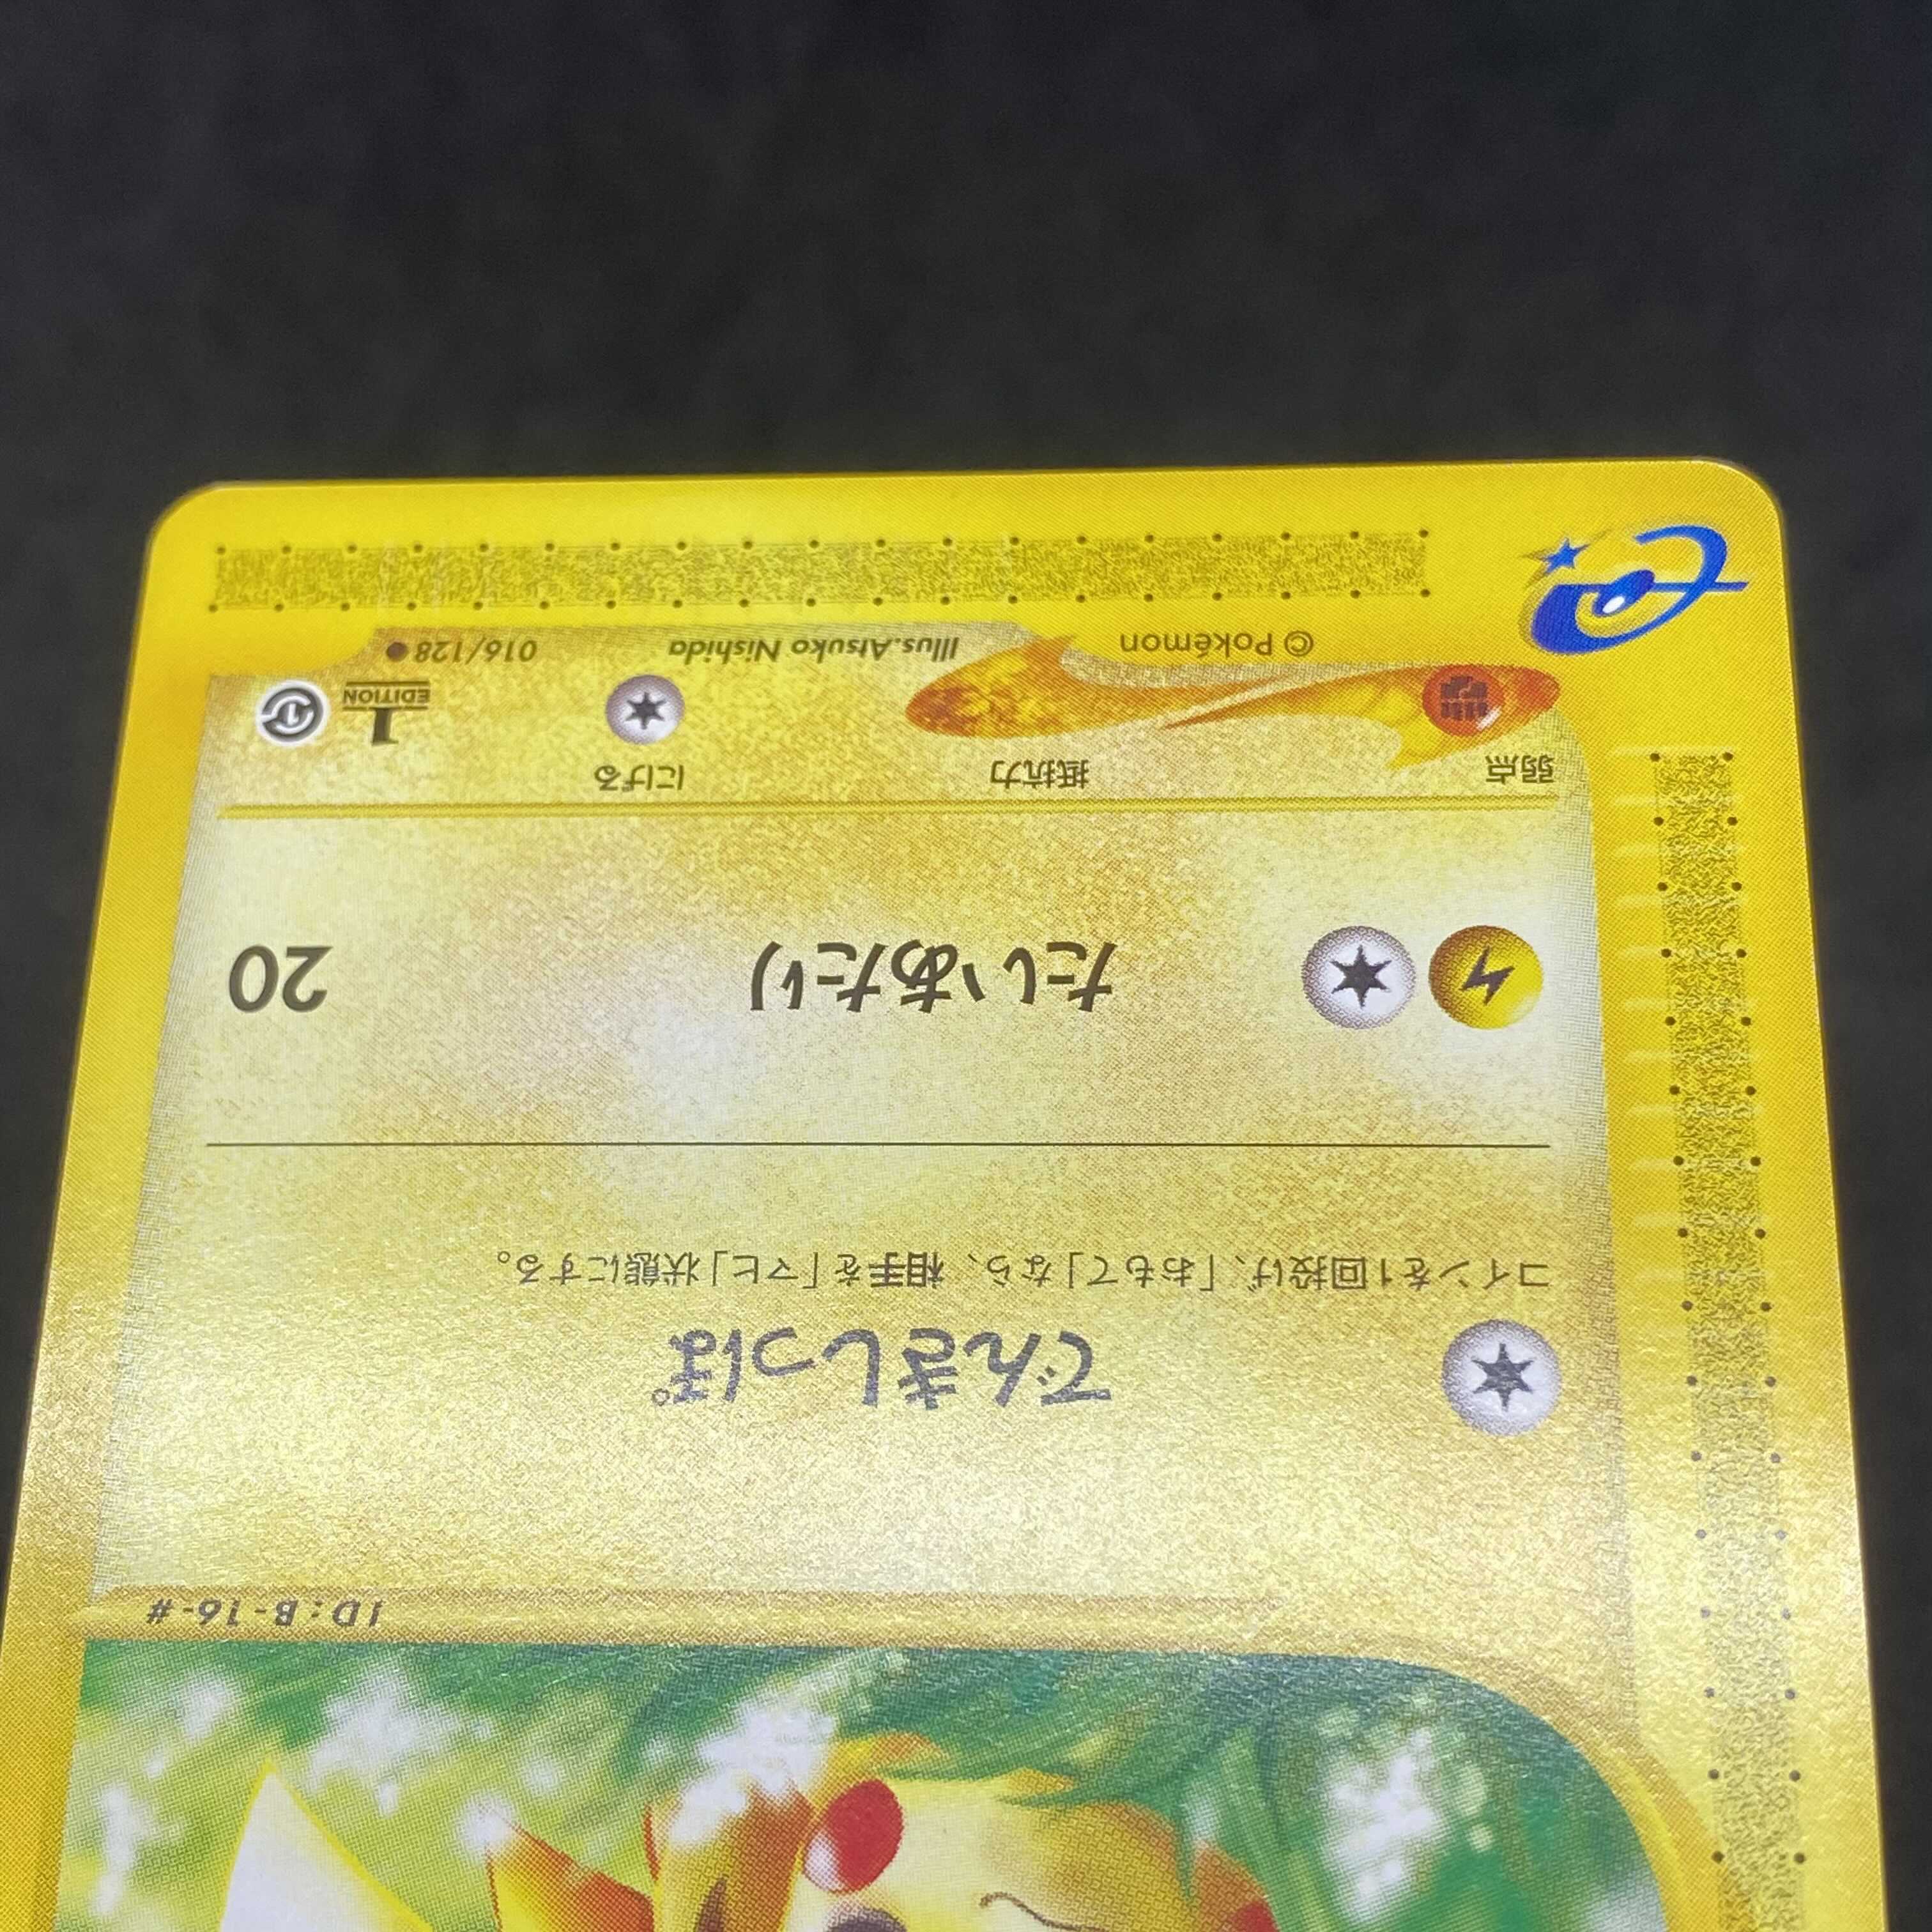 ID:B-16-#
でんきしっぽ
コインを1回投げ、「おもて」なら、相手を「マヒ」状態にする。
たいあたり 20
弱点 抵抗力 にげる
1 EDITION
© Pokémon Illus.Atsuko Nishida 016/128 ●